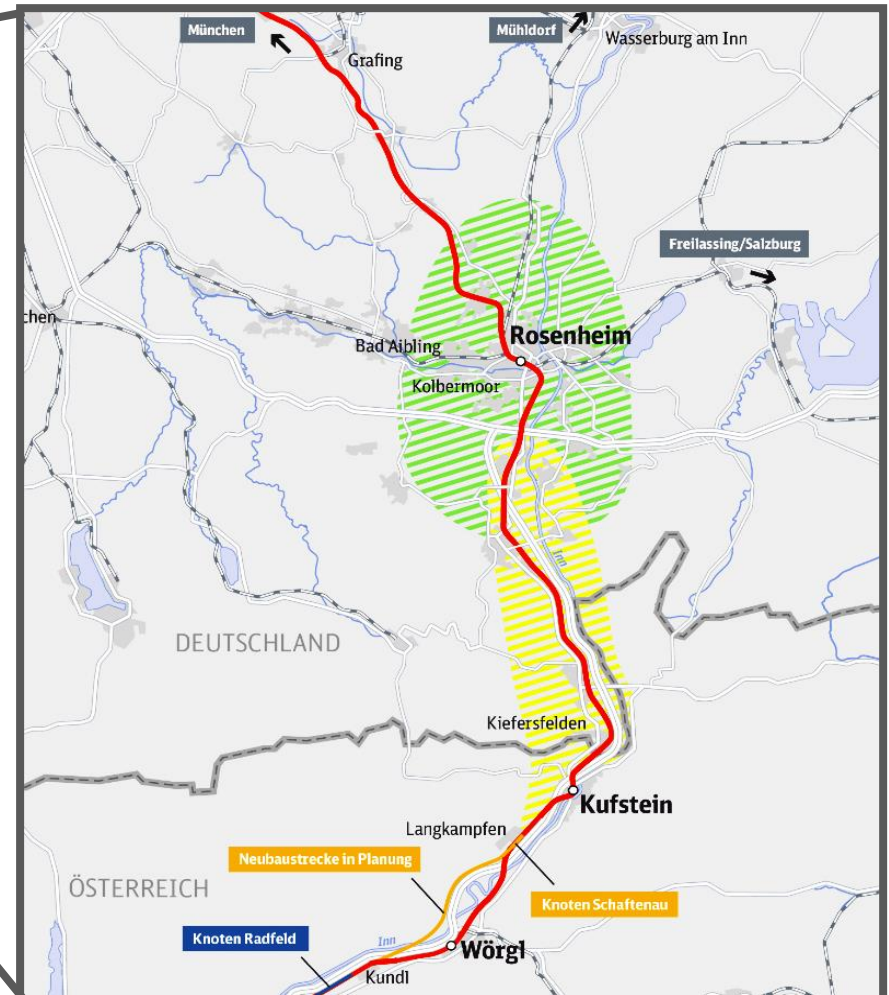 München
Mühldorf
Wasserburg am Inn
Grafing
Freilassing/Salzburg
chen
Rosenheim
Bad Aibling
Kolbermoor
Inn
DEUTSCHLAND
Kiefersfelden
Kufstein
Langkampfen
Neubaustrecke in Planung
ÖSTERREICH
Knoten Schaftenau
Knoten Radfeld
Inn
Wörgl
Kundl